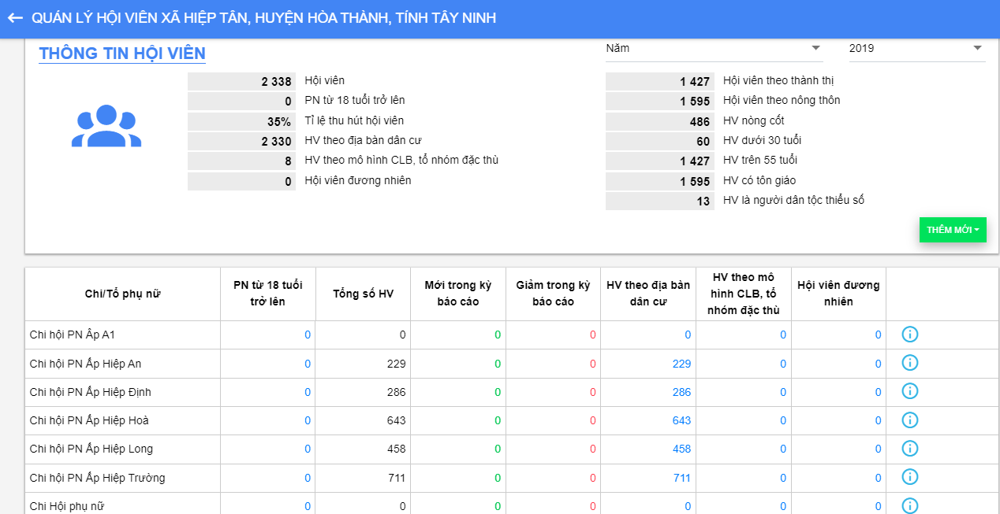 QUẢN LÝ HỘI VIÊN XÃ HIỆP TÂN, HUYỆN HÒA THÀNH, TỈNH TÂY NINH
THÔNG TIN HỘI VIÊN
Năm 2019
2 338 Hội viên
0 PN từ 18 tuổi trở lên
35% Tỉ lệ thu hút hội viên
2 330 HV theo địa bàn dân cư
8 HV theo mô hình CLB, tổ nhóm đặc thù
0 Hội viên đương nhiên
1 427 Hội viên theo thành thị
1 595 Hội viên theo nông thôn
486 HV nòng cốt
60 HV dưới 30 tuổi
1 427 HV trên 55 tuổi
1 595 HV có tôn giáo
13 HV là người dân tộc thiểu số
THÊM MỚI
Chi/Tổ phụ nữ
PN từ 18 tuổi
trở lên
Tổng số HV
Mới trong kỳ
báo cáo
Giảm trong kỳ
báo cáo
HV theo địa bàn
dân cư
HV theo mô
hình CLB, tổ
nhóm đặc thù
Hội viên đương
nhiên
Chi hội PN Âp A1 0 0 0 0 0 0 0
Chi hội PN Ấp Hiệp An 0 229 0 0 229 0 0
Chi hội PN Ấp Hiệp Định 0 286 0 0 286 0 0
Chi hội PN Ấp Hiệp Hoà 0 643 0 0 643 0 0
Chi hội PN Ấp Hiệp Long 0 458 0 0 458 0 0
Chi hội PN Ấp Hiệp Trường 0 711 0 0 711 0 0
Chi Hội phụ nữ 0 0 0 0 0 0 0